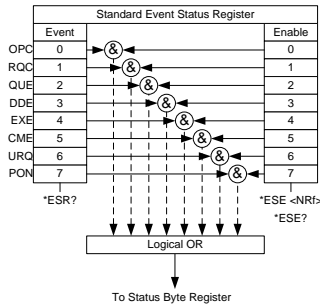 Standard Event Status Register
Event Enable
OPC 0 & 0
RQC 1 & 1
QUE 2 & 2
DDE 3 & 3
EXE 4 & 4
CME 5 & 5
URQ 6 & 6
PON 7 & 7
*ESR? *ESE <NRf>
*ESE?
Logical OR
To Status Byte Register